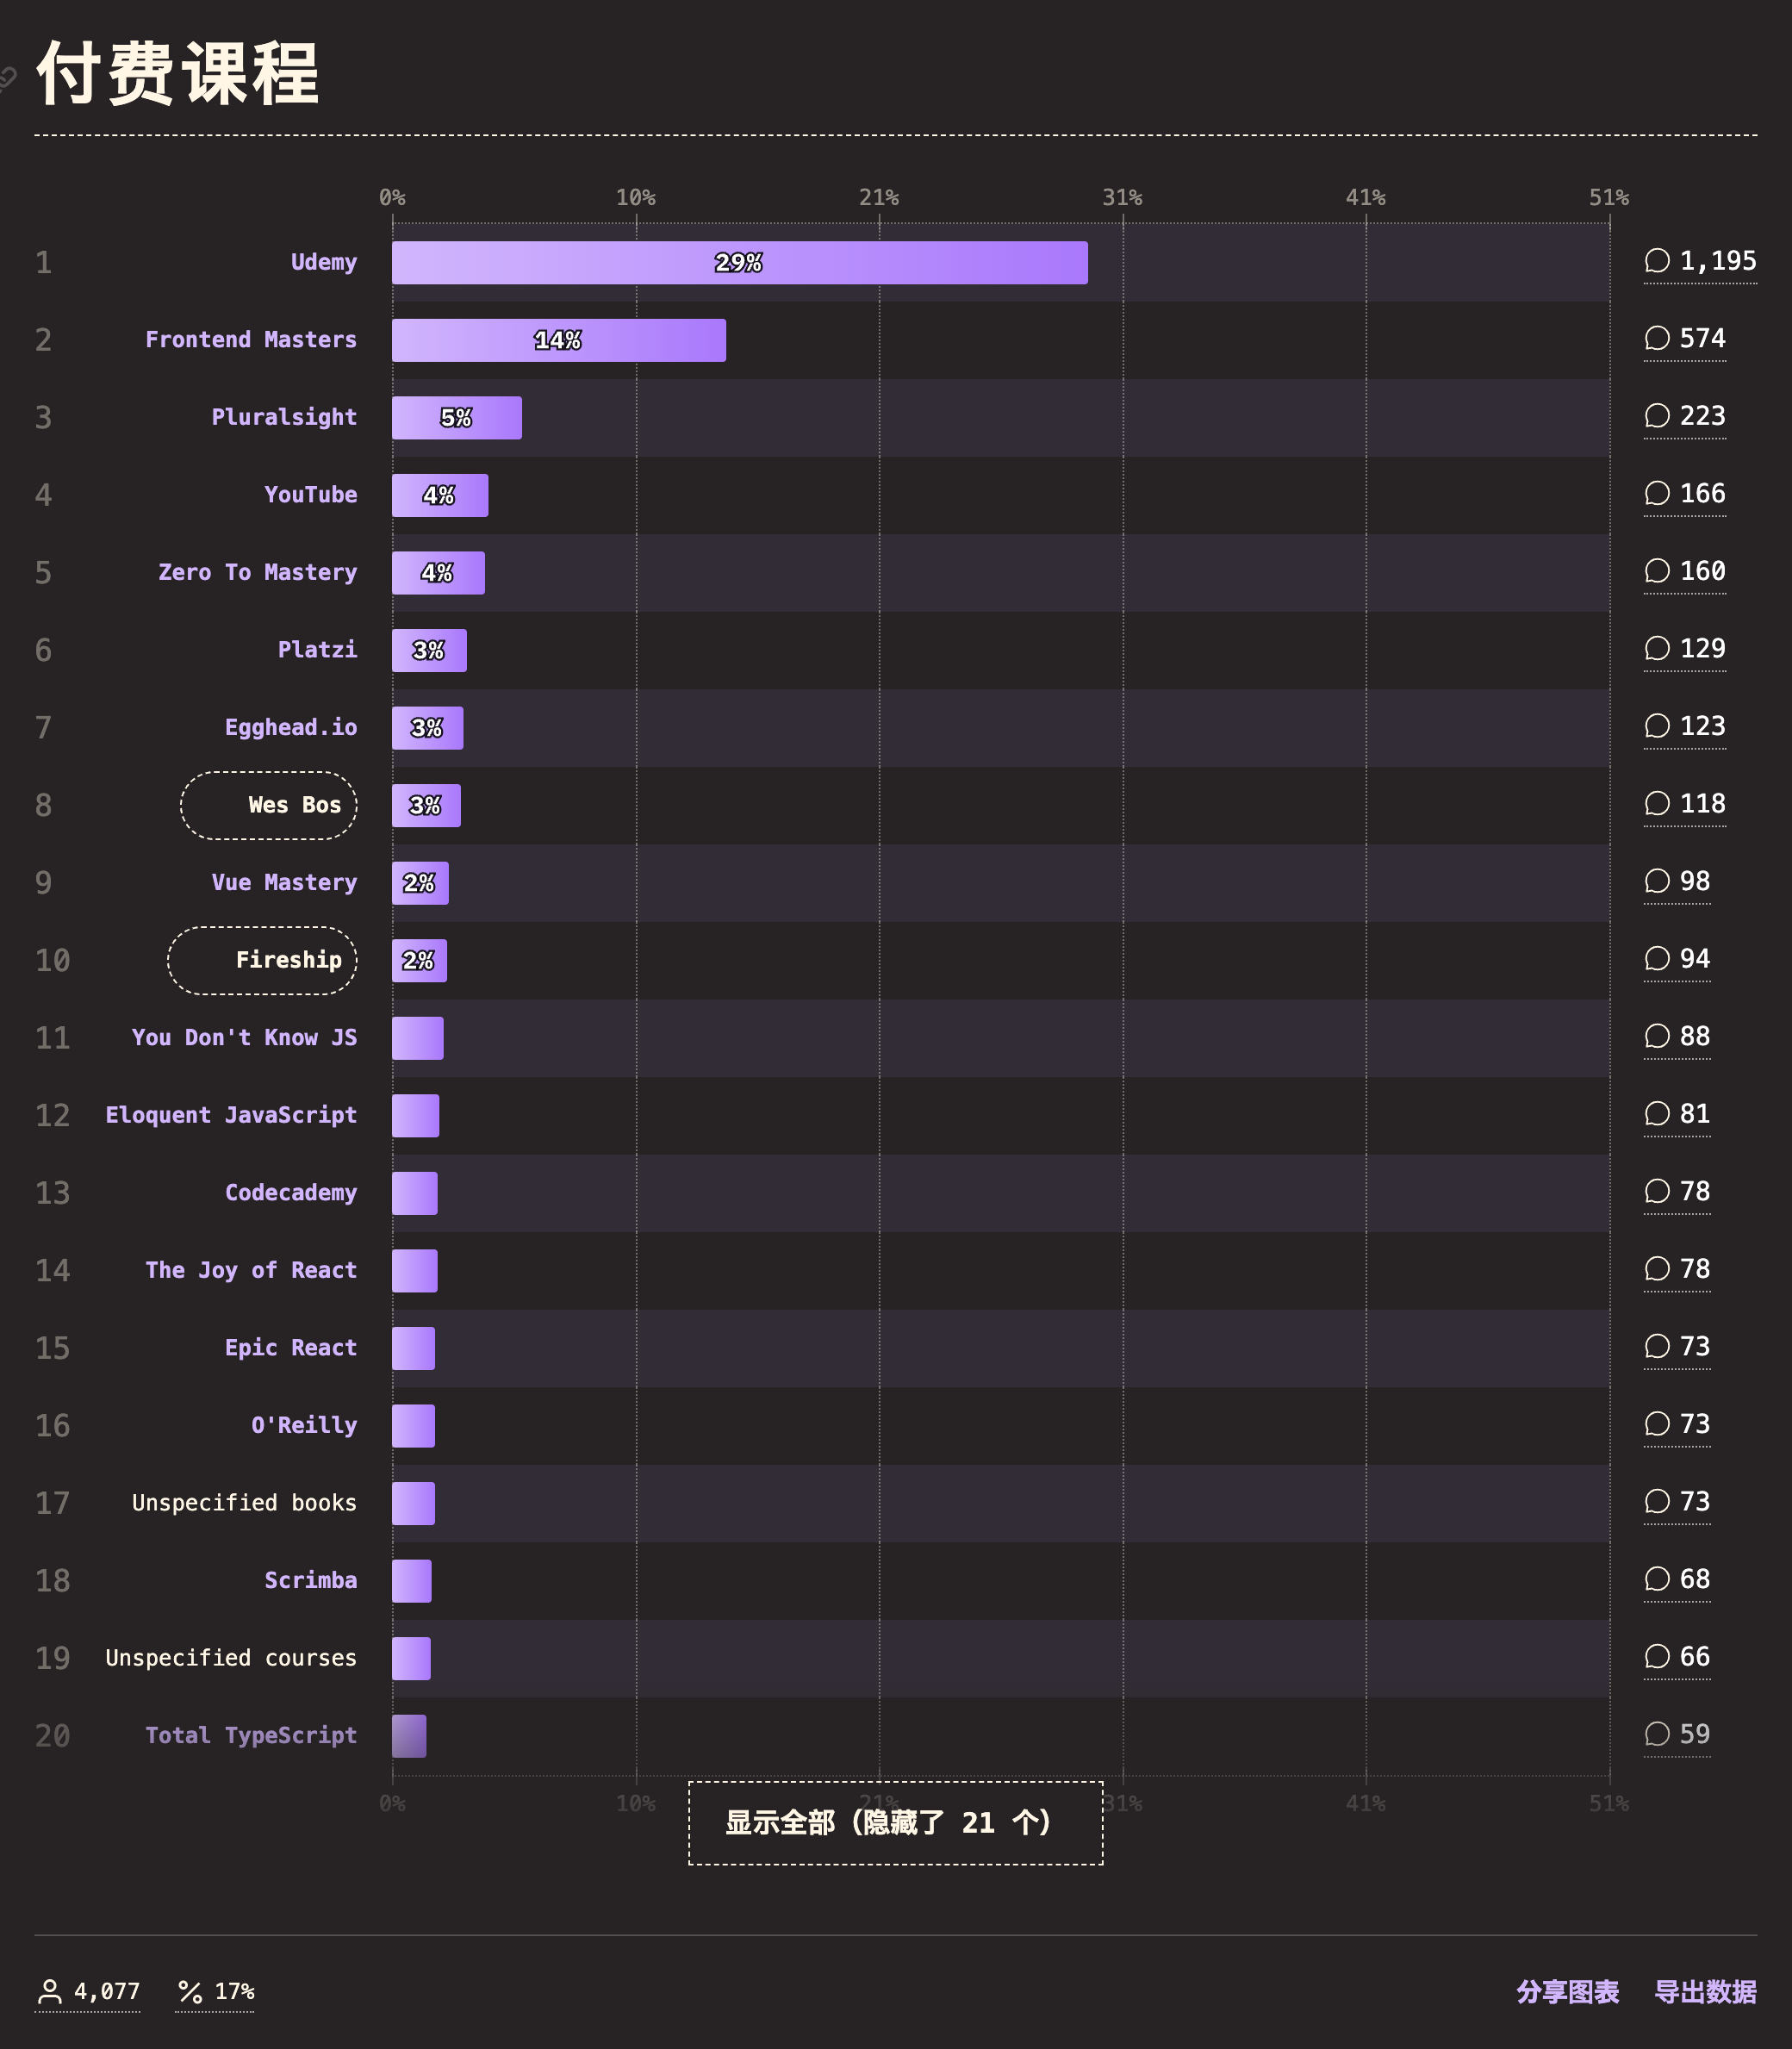 付费课程
0% 10% 21% 31% 41% 51%
1 Udemy 29% 1,195
2 Frontend Masters 14% 574
3 Pluralsight 5% 223
4 YouTube 4% 166
5 Zero To Mastery 4% 160
6 Platzi 3% 129
7 Egghead.io 3% 123
8 Wes Bos 3% 118
9 Vue Mastery 2% 98
10 Fireship 2% 94
11 You Don't Know JS 88
12 Eloquent JavaScript 81
13 Codecademy 78
14 The Joy of React 78
15 Epic React 73
16 O'Reilly 73
17 Unspecified books 73
18 Scrimba 68
19 Unspecified courses 66
20 Total TypeScript 59
0% 10% 21% 31% 41% 51%
显示全部（隐藏了 21 个）
4,077 % 17% 分享图表 导出数据